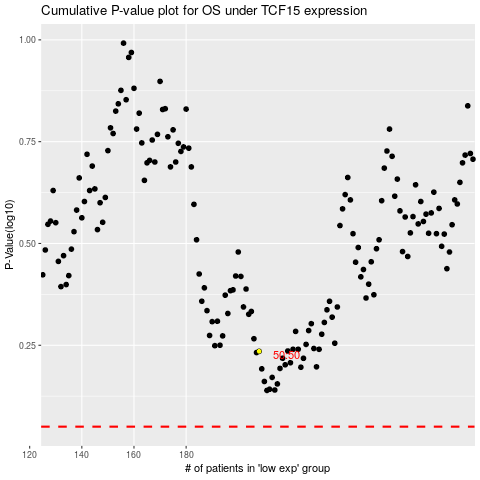 Cumulative P-value plot for OS under TCF15 expression
P-Value(log10)
1.00
0.75
0.50
0.25
50:50
120 140 160 180
# of patients in 'low exp' group